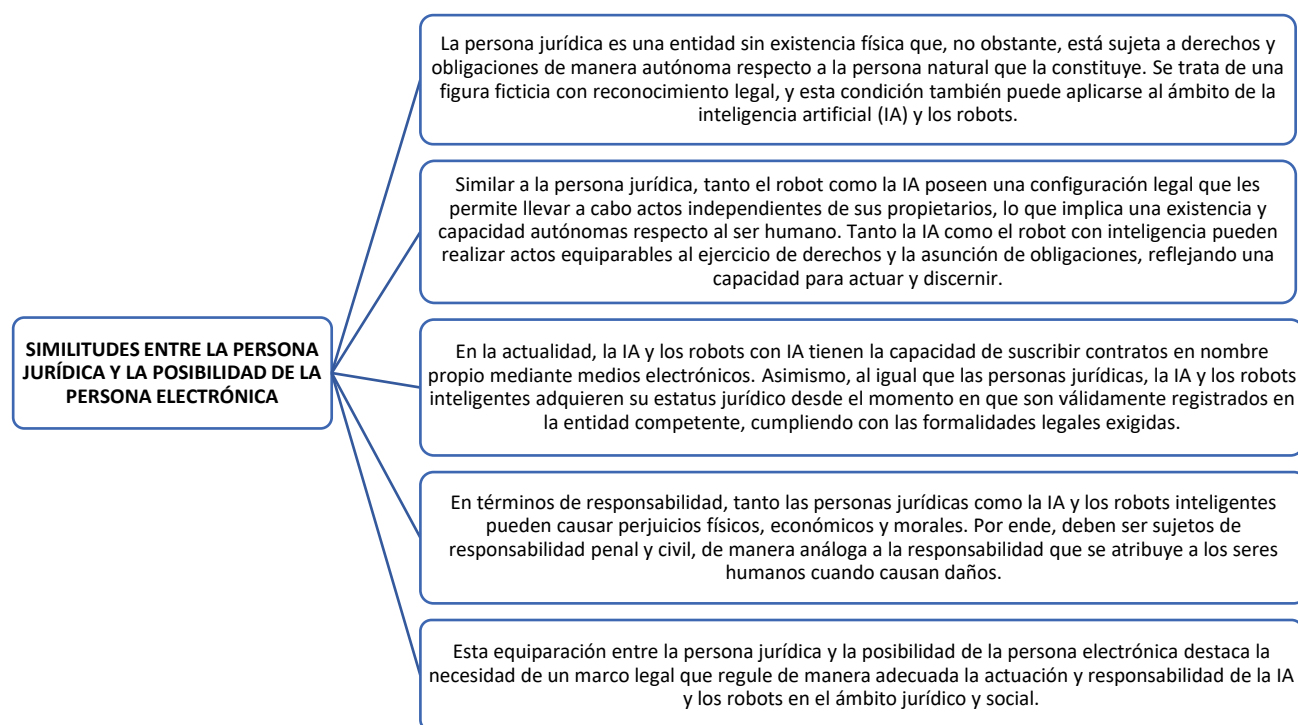 La persona jurídica es una entidad sin existencia física que, no obstante, está sujeta a derechos y
obligaciones de manera autónoma respecto a la persona natural que la constituye. Se trata de una
figura ficticia con reconocimiento legal, y esta condición también puede aplicarse al ámbito de la
inteligencia artificial (IA) y los robots.
Similar a la persona jurídica, tanto el robot como la IA poseen una configuración legal que les
permite llevar a cabo actos independientes de sus propietarios, lo que implica una existencia y
capacidad autónomas respecto al ser humano. Tanto la IA como el robot con inteligencia pueden
realizar actos equiparables al ejercicio de derechos y la asunción de obligaciones, reflejando una
capacidad para actuar y discernir.
SIMILITUDES ENTRE LA PERSONA
JURÍDICA Y LA POSIBILIDAD DE LA
PERSONA ELECTRÓNICA
En la actualidad, la IA y los robots con IA tienen la capacidad de suscribir contratos en nombre
propio mediante medios electrónicos. Asimismo, al igual que las personas jurídicas, la IA y los robots
inteligentes adquieren su estatus jurídico desde el momento en que son válidamente registrados en
la entidad competente, cumpliendo con las formalidades legales exigidas.
En términos de responsabilidad, tanto las personas jurídicas como la IA y los robots inteligentes
pueden causar perjuicios físicos, económicos y morales. Por ende, deben ser sujetos de
responsabilidad penal y civil, de manera análoga a la responsabilidad que se atribuye a los seres
humanos cuando causan daños.
Esta equiparación entre la persona jurídica y la posibilidad de la persona electrónica destaca la
necesidad de un marco legal que regule de manera adecuada la actuación y responsabilidad de la IA
y los robots en el ámbito jurídico y social.